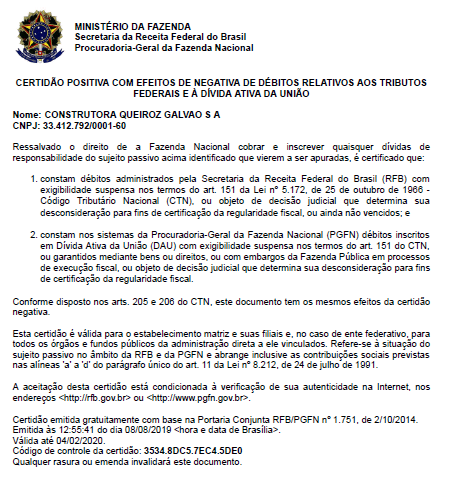 MINISTÉRIO DA FAZENDA
Secretaria da Receita Federal do Brasil
Procuradoria-Geral da Fazenda Nacional
CERTIDÃO POSITIVA COM EFEITOS DE NEGATIVA DE DÉBITOS RELATIVOS AOS TRIBUTOS
FEDERAIS E À DÍVIDA ATIVA DA UNIÃO
Nome: CONSTRUTORA QUEIROZ GALVAO S A
CNPJ: 33.412.792/0001-60
Ressalvado o direito de a Fazenda Nacional cobrar e inscrever quaisquer dívidas de
responsabilidade do sujeito passivo acima identificado que vierem a ser apuradas, é certificado que:
1. constam débitos administrados pela Secretaria da Receita Federal do Brasil (RFB) com
exigibilidade suspensa nos termos do art. 151 da Lei nº 5.172, de 25 de outubro de 1966 -
Código Tributário Nacional (CTN), ou objeto de decisão judicial que determina sua
desconsideração para fins de certificação da regularidade fiscal, ou ainda não vencidos; e
2. constam nos sistemas da Procuradoria-Geral da Fazenda Nacional (PGFN) débitos inscritos
em Dívida Ativa da União (DAU) com exigibilidade suspensa nos termos do art. 151 do CTN,
ou garantidos mediante bens ou direitos, ou com embargos da Fazenda Pública em processos
de execução fiscal, ou objeto de decisão judicial que determina sua desconsideração para fins
de certificação da regularidade fiscal.
Conforme disposto nos arts. 205 e 206 do CTN, este documento tem os mesmos efeitos da certidão
negativa.
Esta certidão é válida para o estabelecimento matriz e suas filiais e, no caso de ente federativo, para
todos os órgãos e fundos públicos da administração direta a ele vinculados. Refere-se à situação do
sujeito passivo no âmbito da RFB e da PGFN e abrange inclusive as contribuições sociais previstas
nas alíneas 'a' a 'd' do parágrafo único do art. 11 da Lei nº 8.212, de 24 de julho de 1991.
A aceitação desta certidão está condicionada à verificação de sua autenticidade na Internet, nos
endereços <http://rfb.gov.br> ou <http://www.pgfn.gov.br>.
Certidão emitida gratuitamente com base na Portaria Conjunta RFB/PGFN nº 1.751, de 2/10/2014.
Emitida às 12:55:41 do dia 08/08/2019 <hora e data de Brasília>.
Válida até 04/02/2020.
Código de controle da certidão: 3534.8DC5.7EC4.5DE0
Qualquer rasura ou emenda invalidará este documento.